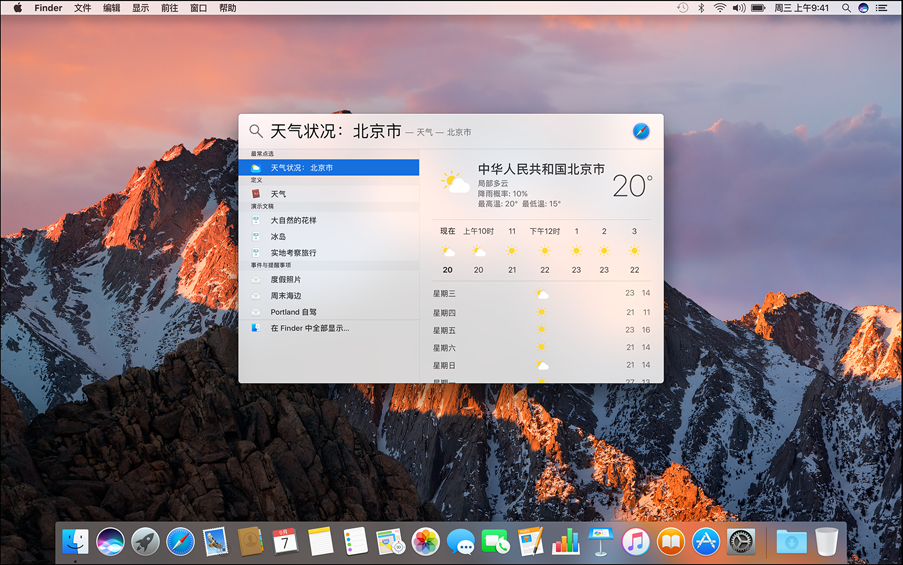 Finder 文件 编辑 显示 前往 窗口 帮助 周三 上午9:41
天气状况：北京市 — 天气 — 北京市
最常点选
天气状况：北京市
定义
天气
演示文稿
大自然的花样
冰岛
实地考察旅行
事件与提醒事项
度假照片
周末海边
Portland 自驾
在 Finder 中全部显示...
中华人民共和国北京市
局部多云
降雨概率: 10%
最高温: 20° 最低温: 15°
20°
现在 上午10时 11 下午12时 1 2 3
20 20 21 22 23 23 22
星期三 23 14
星期四 21 11
星期五 23 16
星期六 21 14
星期日 21 14
9月
7